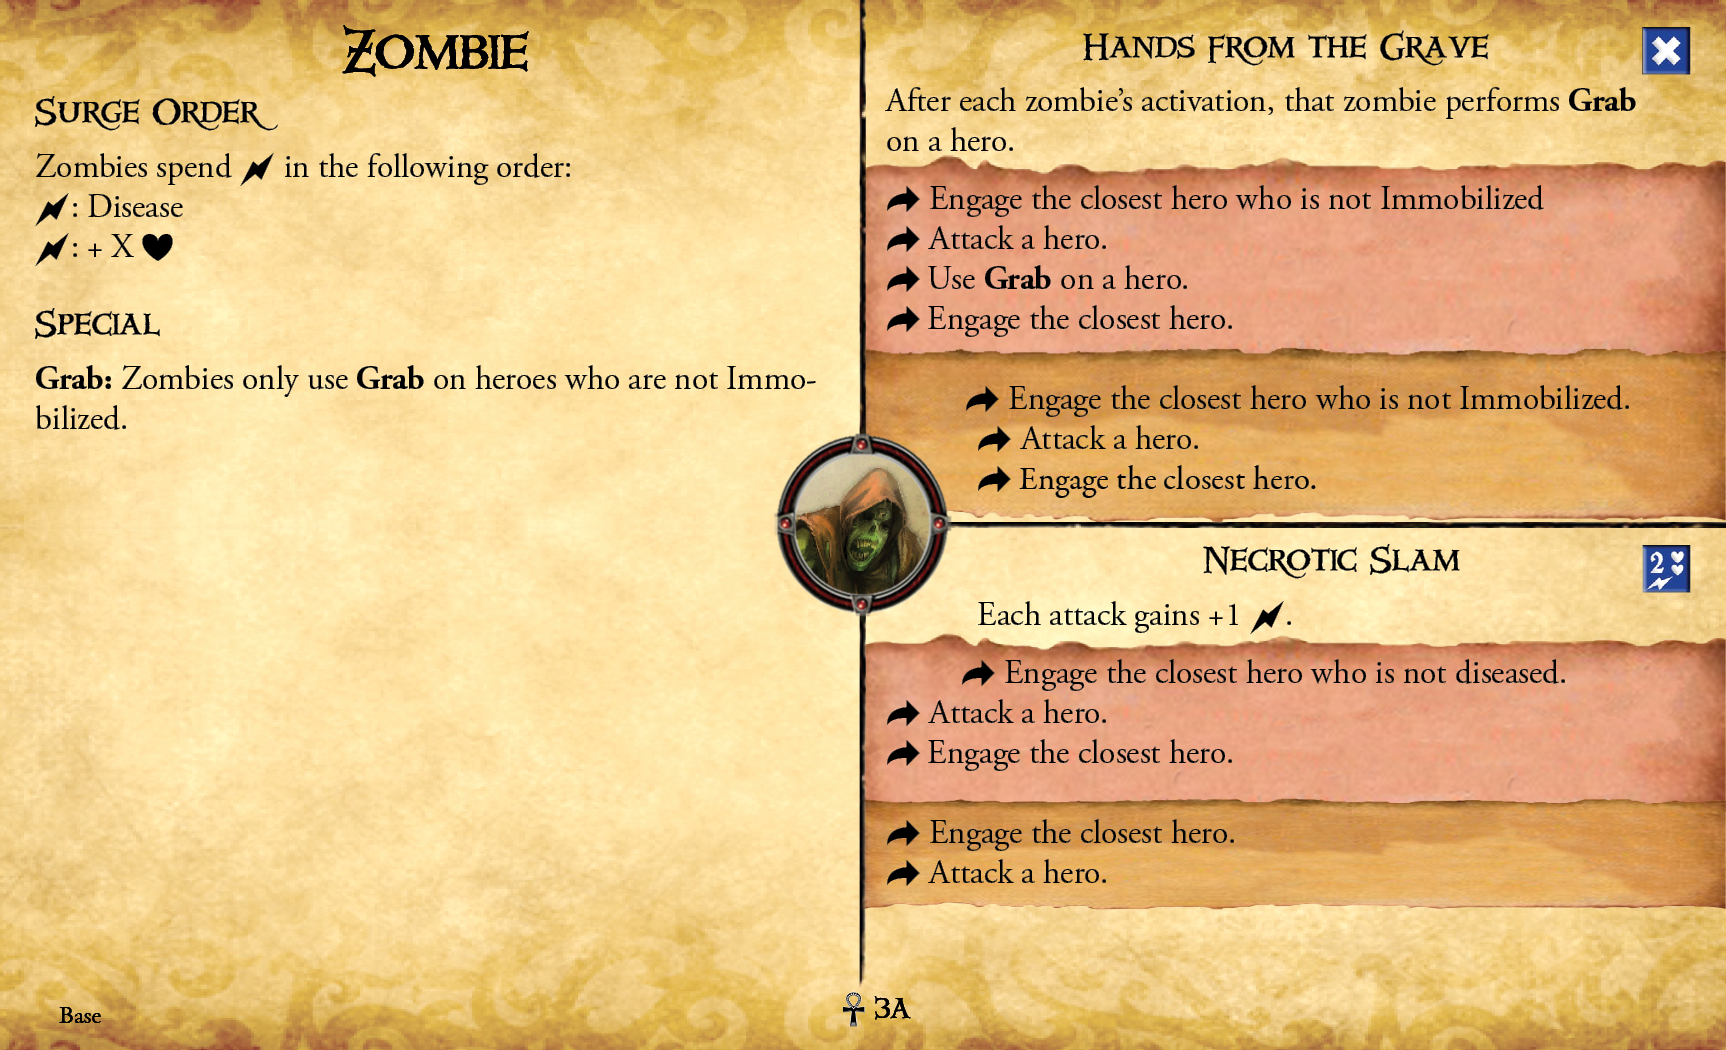 Zombie
Surge Order
Zombies spend in the following order:
: Disease
: + X
Special
Grab: Zombies only use Grab on heroes who are not Immo-
bilized.
Hands from the Grave
After each zombie’s activation, that zombie performs Grab
on a hero.
Engage the closest hero who is not Immobilized
Attack a hero.
Use Grab on a hero.
Engage the closest hero.
Engage the closest hero who is not Immobilized.
Attack a hero.
Engage the closest hero.
Necrotic Slam
2
Each attack gains +1 .
Engage the closest hero who is not diseased.
Attack a hero.
Engage the closest hero.
Engage the closest hero.
Attack a hero.
Base
3A